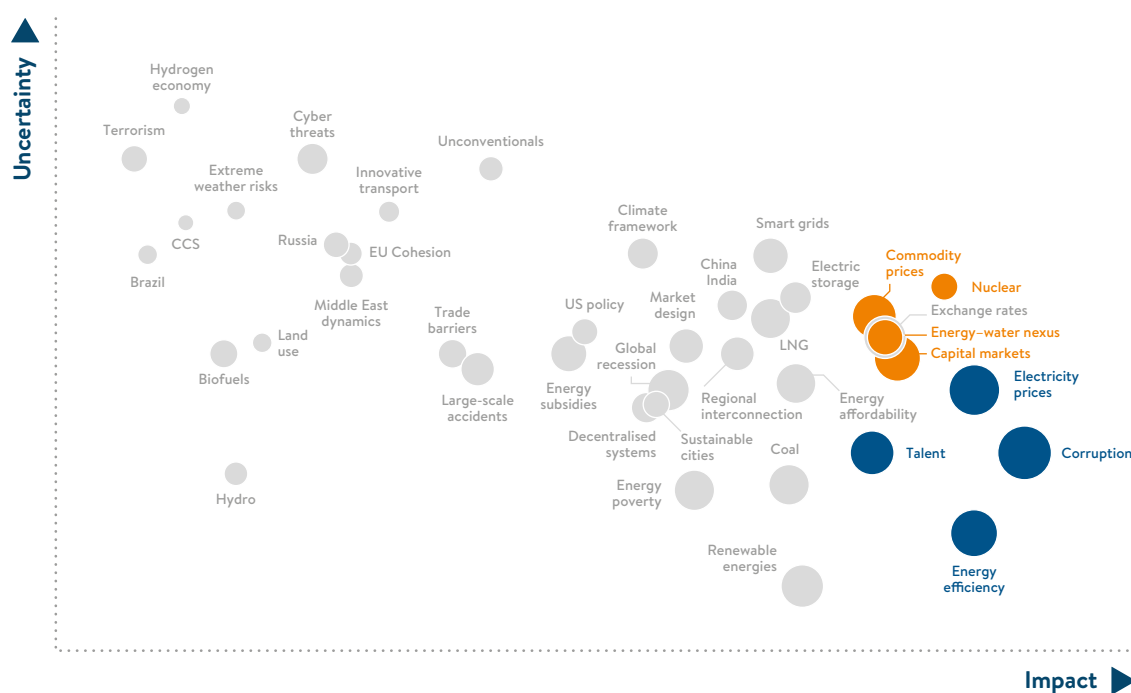 Uncertainty
Hydrogen
economy
Terrorism
Cyber
threats
Unconventionals
Extreme
weather risks
Innovative
transport
CCS
Russia
EU Cohesion
Brazil
Middle East
dynamics
Climate
framework
Smart grids
China
India
Electric
storage
Commodity
prices
Nuclear
Exchange rates
Energy–water nexus
Capital markets
Land
use
Biofuels
Trade
barriers
US policy
Market
design
Global
recession
LNG
Large-scale
accidents
Energy
subsidies
Regional
interconnection
Energy
affordability
Electricity
prices
Decentralised
systems
Sustainable
cities
Coal
Talent
Corruption
Hydro
Energy
poverty
Renewable
energies
Energy
efficiency
Impact